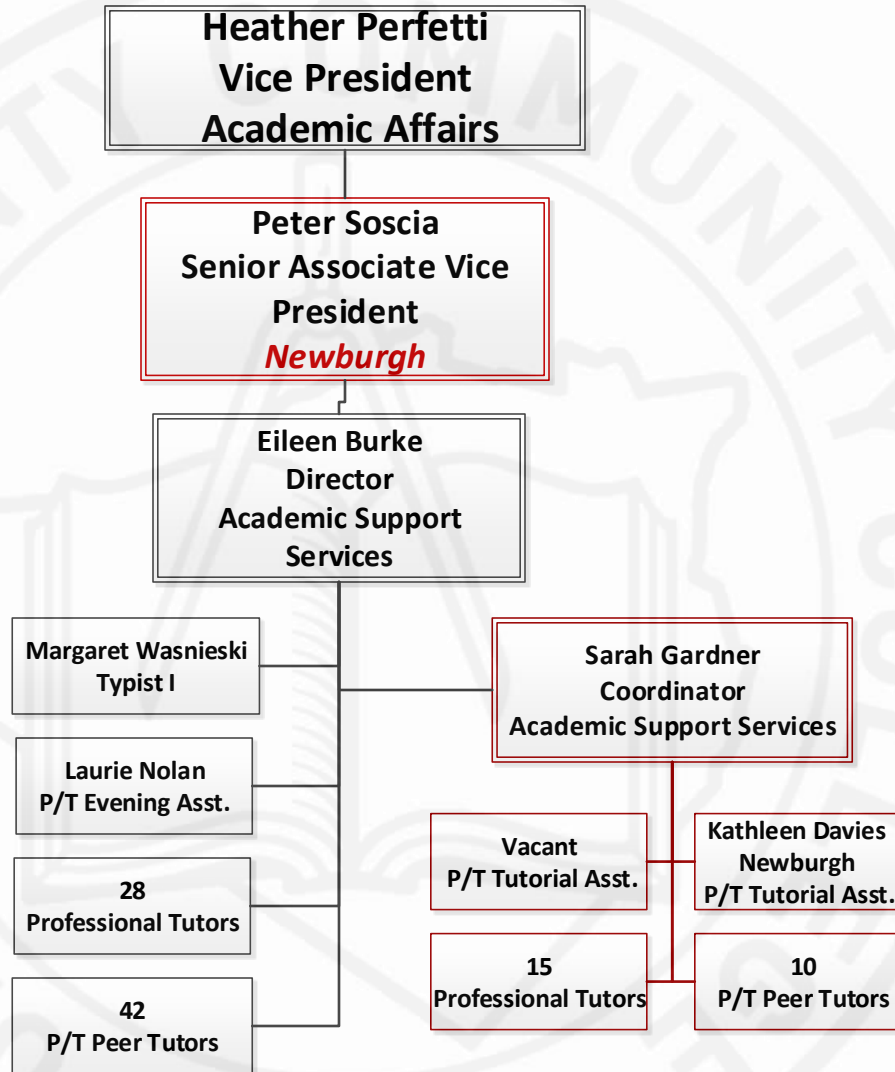 Heather Perfetti
Vice President
Academic Affairs
Peter Soscia
Senior Associate Vice
President
Newburgh
Eileen Burke
Director
Academic Support
Services
Margaret Wasnieski
Typist I
Laurie Nolan
P/T Evening Asst.
28
Professional Tutors
42
P/T Peer Tutors
Sarah Gardner
Coordinator
Academic Support Services
Vacant
P/T Tutorial Asst.
Kathleen Davies
Newburgh
P/T Tutorial Asst.
15
Professional Tutors
10
P/T Peer Tutors
COMMUNITY